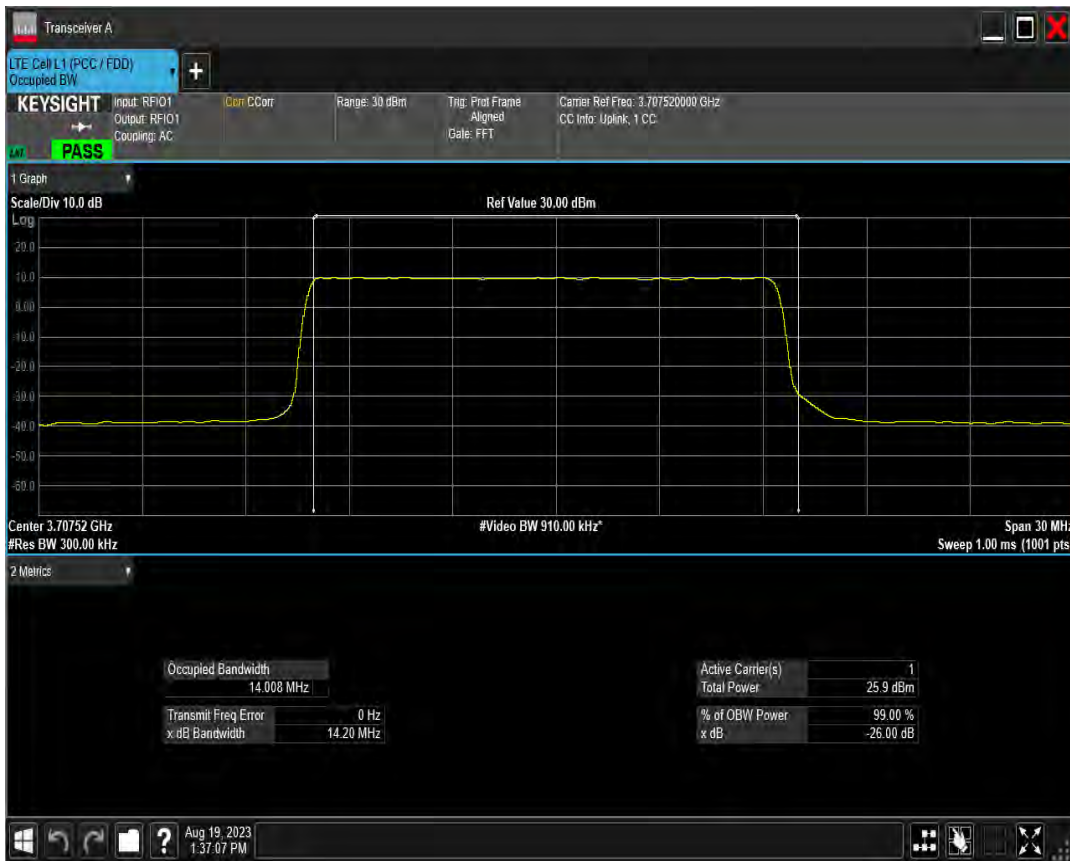 Transceiver A
LTE Cell L1 (PCC / FDD)
Occupied BW
+
KEYSIGHT
Input: RFIO1
Output: RFIO1
Coupling: AC
Corr CCorr
Range: 30 dBm
Trig: Prot Frame
Aligned
Gate: FFT
Carrier Ref Freq: 3.707520000 GHz
CC Info: Uplink, 1 CC
PASS
1 Graph
Scale/Div 10.0 dB
Ref Value 30.00 dBm
Log
20.0
10.0
0.00
-10.0
-20.0
-30.0
-40.0
-50.0
-60.0
Center 3.70752 GHz
#Video BW 910.00 kHz*
Span 30 MHz
#Res BW 300.00 kHz
Sweep 1.00 ms (1001 pts
2 Metrics
Occupied Bandwidth
14.008 MHz
Transmit Freq Error 0 Hz
x dB Bandwidth 14.20 MHz
Active Carrier(s) 1
Total Power 25.9 dBm
% of OBW Power 99.00 %
x dB -26.00 dB
?
Aug 19, 2023
1:37:07 PM